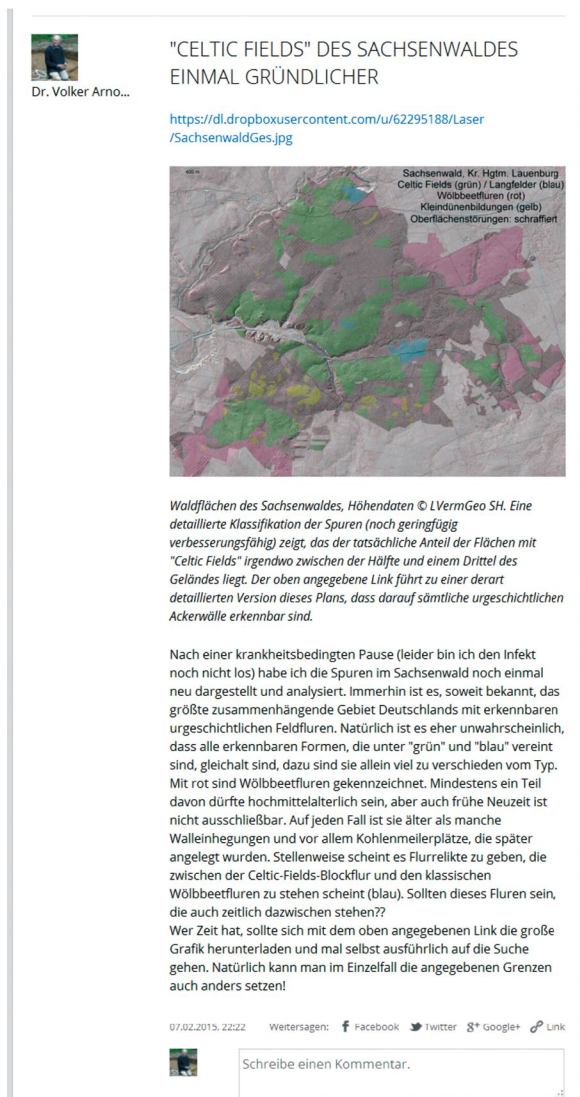 Dr. Volker Arno...
"CELTIC FIELDS" DES SACHSENWALDES
EINMAL GRÜNDLICHER
https://dl.dropboxusercontent.com/u/62295188/Laser
/SachsenwaldGes.jpg
400 m
Sachsenwald, Kr. Hgtm. Lauenburg
Celtic Fields (grün) / Langfelder (blau)
Wölbbeetfluren (rot)
Kleindünenbildungen (gelb)
Oberflächenstörungen: schraffiert
Waldflächen des Sachsenwaldes, Höhendaten © LVermGeo SH. Eine
detaillierte Klassifikation der Spuren (noch geringfügig
verbesserungsfähig) zeigt, das der tatsächliche Anteil der Flächen mit
"Celtic Fields" irgendwo zwischen der Hälfte und einem Drittel des
Geländes liegt. Der oben angegebene Link führt zu einer derart
detaillierten Version dieses Plans, dass darauf sämtliche urgeschichtlichen
Ackerwälle erkennbar sind.
Nach einer krankheitsbedingten Pause (leider bin ich den Infekt
noch nicht los) habe ich die Spuren im Sachsenwald noch einmal
neu dargestellt und analysiert. Immerhin ist es, soweit bekannt, das
größte zusammenhängende Gebiet Deutschlands mit erkennbaren
urgeschichtlichen Feldfluren. Natürlich ist es eher unwahrscheinlich,
dass alle erkennbaren Formen, die unter "grün" und "blau" vereint
sind, gleichalt sind, dazu sind sie allein viel zu verschieden vom Typ.
Mit rot sind Wölbbeetfluren gekennzeichnet. Mindestens ein Teil
davon dürfte hochmittelalterlich sein, aber auch frühe Neuzeit ist
nicht ausschließbar. Auf jeden Fall ist sie älter als manche
Walleinhegungen und vor allem Kohlenmeilerplätze, die später
angelegt wurden. Stellenweise scheint es Flurrelikte zu geben, die
zwischen der Celtic-Fields-Blockflur und den klassischen
Wölbbeetfluren zu stehen scheint (blau). Sollten dieses Fluren sein,
die auch zeitlich dazwischen stehen??
Wer Zeit hat, sollte sich mit dem oben angegebenen Link die große
Grafik herunterladen und mal selbst ausführlich auf die Suche
gehen. Natürlich kann man im Einzelfall die angegebenen Grenzen
auch anders setzen!
07.02.2015, 22:22 Weitersagen: Facebook Twitter Google+ Link
Schreibe einen Kommentar.